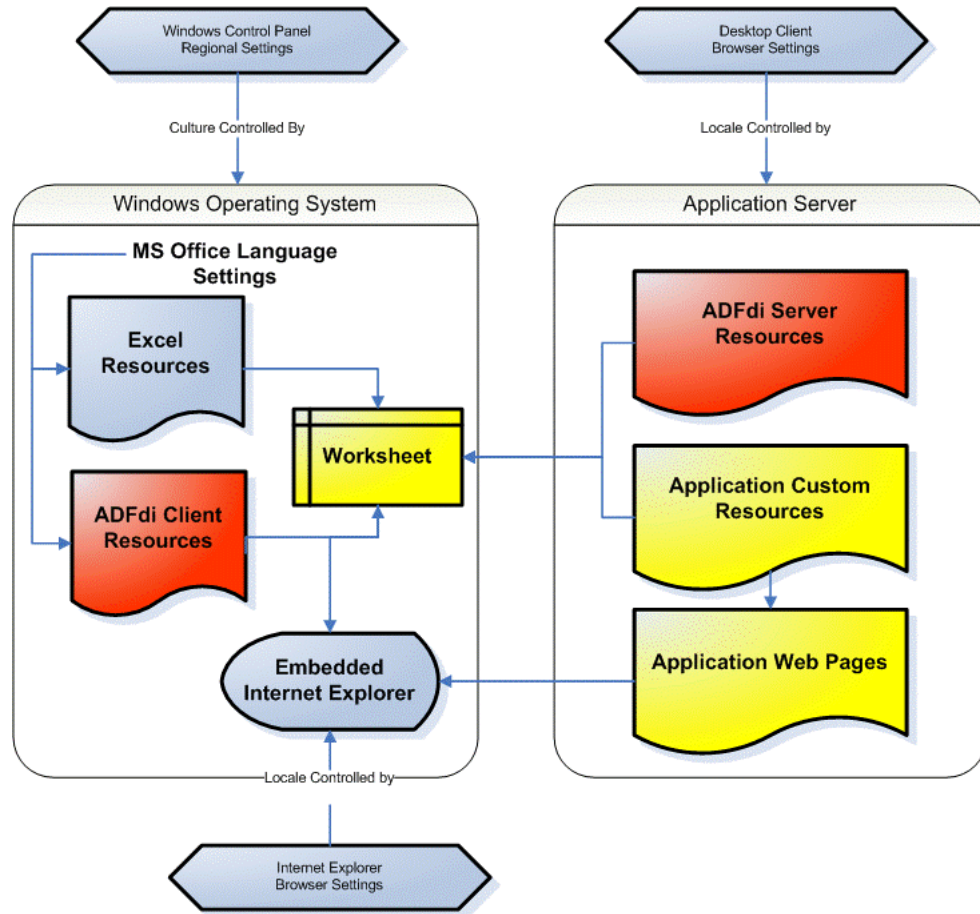 Windows Control Panel
Regional Settings
Desktop Client
Browser Settings
Culture Controlled By
Locale Controlled by
Windows Operating System
Application Server
MS Office Language
Settings
Excel
Resources
ADFdi Server
Resources
Worksheet
ADFdi Client
Resources
Application Custom
Resources
Embedded
Internet Explorer
Application Web Pages
Locale Controlled by
Internet Explorer
Browser Settings